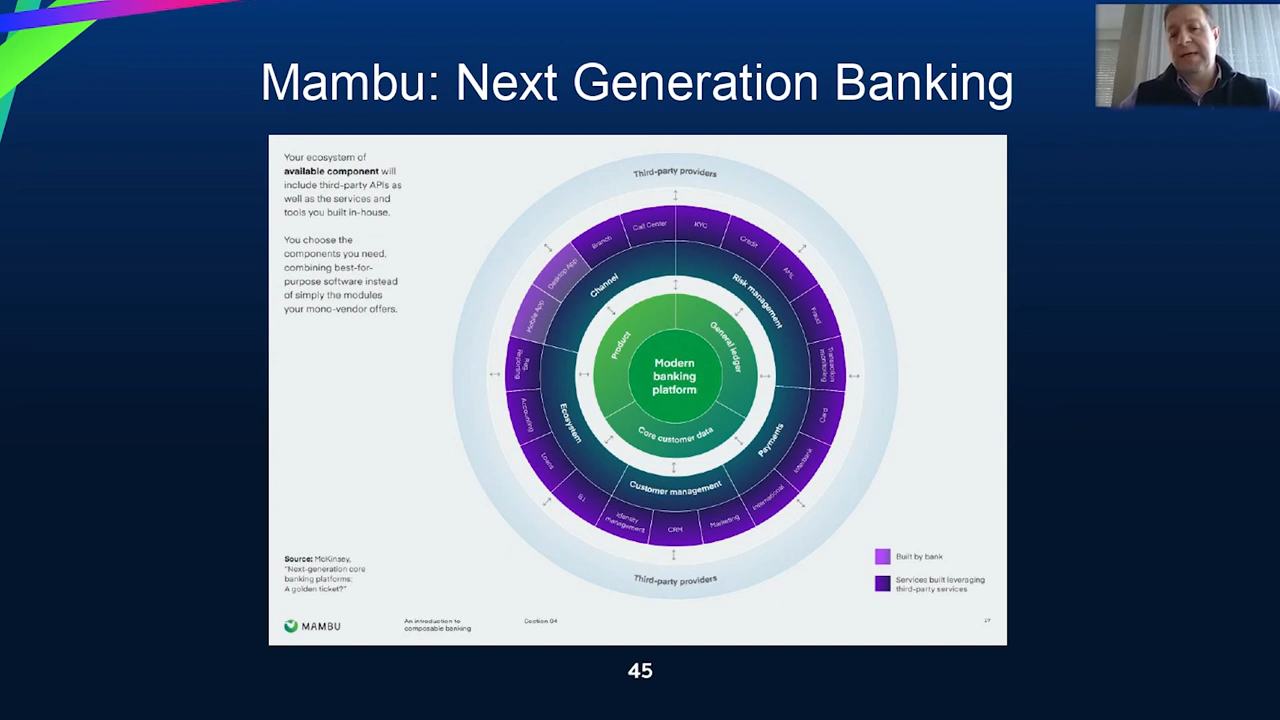 Mambu: Next Generation Banking
Your ecosystem of
available component will
include third-party APIs as
well as the services and
tools you built in-house.
You choose the
components you need,
combining best-for-
purpose software instead
of simply the modules
your mono-vendor offers.
Third-party providers
Branch
Call Center
KYC
Credit
AML
Fraud
Transaction
monitoring
Card
Interbank
International
Marketing
CRM
Identity
management
B.I.
Loans
Accounting
Reg.
Reporting
Mobile App
Desktop App
Channel
Risk management
Payments
Customer management
Ecosystem
Product
General ledger
Core customer data
Modern
banking
platform
Third-party providers
Built by bank
Services built leveraging
third-party services
Source: McKinsey,
"Next-generation core
banking platforms:
A golden ticket?"
MAMBU
An introduction to
composable banking
Section 04
45